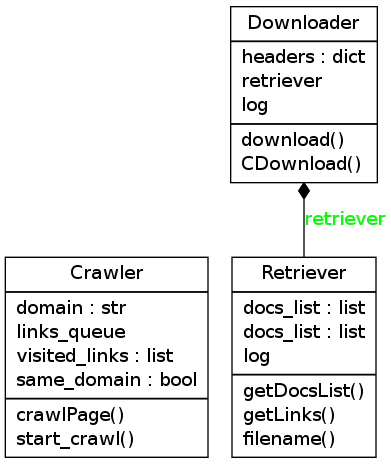 Downloader
headers : dict
retriever
log
download()
CDownload()
retriever
Crawler
domain : str
links_queue
visited_links : list
same_domain : bool
crawlPage()
start_crawl()
Retriever
docs_list : list
docs_list : list
log
getDocsList()
getLinks()
filename()